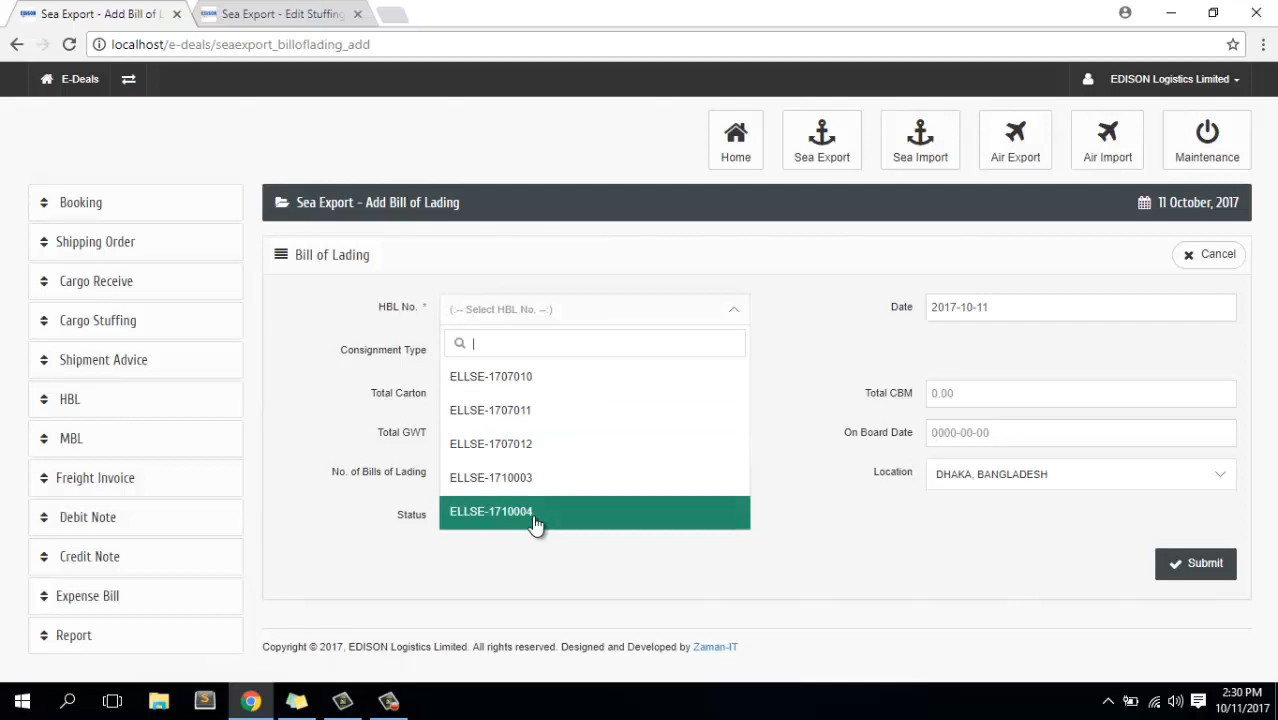 Sea Export - Add Bill of L
Sea Export - Edit Stuffing
localhost/e-deals/seaexport_billoflading_add
E-Deals
EDISON Logistics Limited
Home
Sea Export
Sea Import
Air Export
Air Import
Maintenance
Booking
Shipping Order
Cargo Receive
Cargo Stuffing
Shipment Advice
HBL
MBL
Freight Invoice
Debit Note
Credit Note
Expense Bill
Report
Sea Export - Add Bill of Lading
11 October, 2017
Bill of Lading
Cancel
HBL No. *
(:-- Select HBL No. --:)
Date
2017-10-11
Consignment Type
ELLSE-1707010
ELLSE-1707011
Total Carton
Total CBM
0.00
Total GWT
ELLSE-1707012
On Board Date
0000-00-00
No. of Bills of Lading
ELLSE-1710003
Location
DHAKA, BANGLADESH
Status
ELLSE-1710004
Submit
Copyright © 2017, EDISON Logistics Limited. All rights reserved. Designed and Developed by Zaman-IT
2:30 PM
10/11/2017